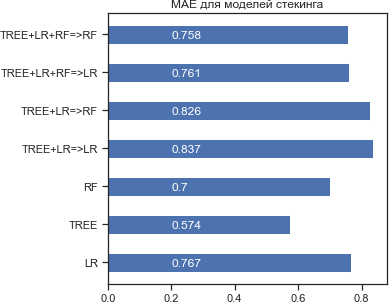 MAE для моделей стекинга
TREE+LR+RF=>RF 0.758
TREE+LR+RF=>LR 0.761
TREE+LR=>RF 0.826
TREE+LR=>LR 0.837
RF 0.7
TREE 0.574
LR 0.767
0.0 0.2 0.4 0.6 0.8